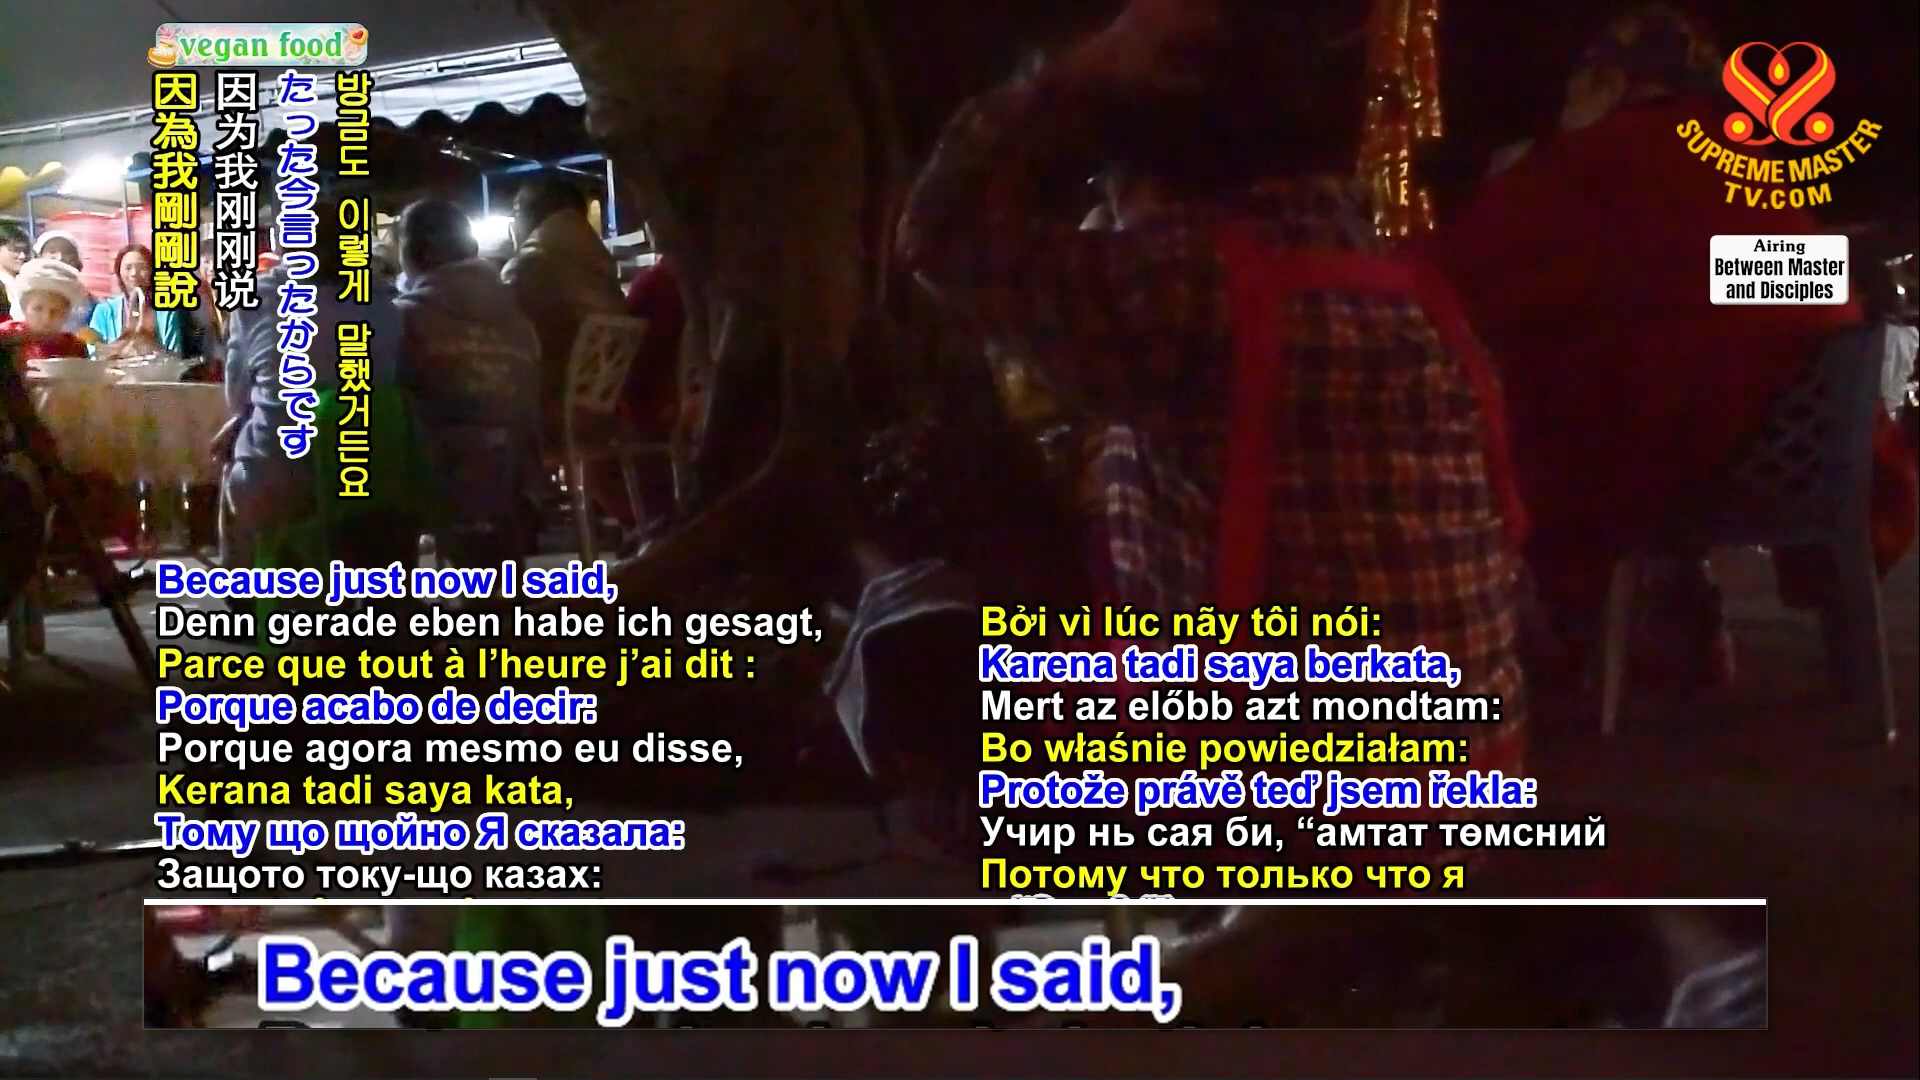 vegan food
因為我剛剛說
因为我刚刚说
たった今言ったからです
방금도 이렇게 말했거든요
SUPREME MASTER
TV.COM
Airing
Between Master
and Disciples
Because just now I said,
Denn gerade eben habe ich gesagt,
Parce que tout à l’heure j’ai dit :
Porque acabo de decir:
Porque agora mesmo eu disse,
Kerana tadi saya kata,
Тому що щойно Я сказала:
Защото току-що казах:
Bởi vì lúc nãy tôi nói:
Karena tadi saya berkata,
Mert az előbb azt mondtam:
Bo właśnie powiedziałam:
Protože právě teď jsem řekla:
Учир нь сая би, “амтат төмсний
Потому что только что я
Because just now I said,